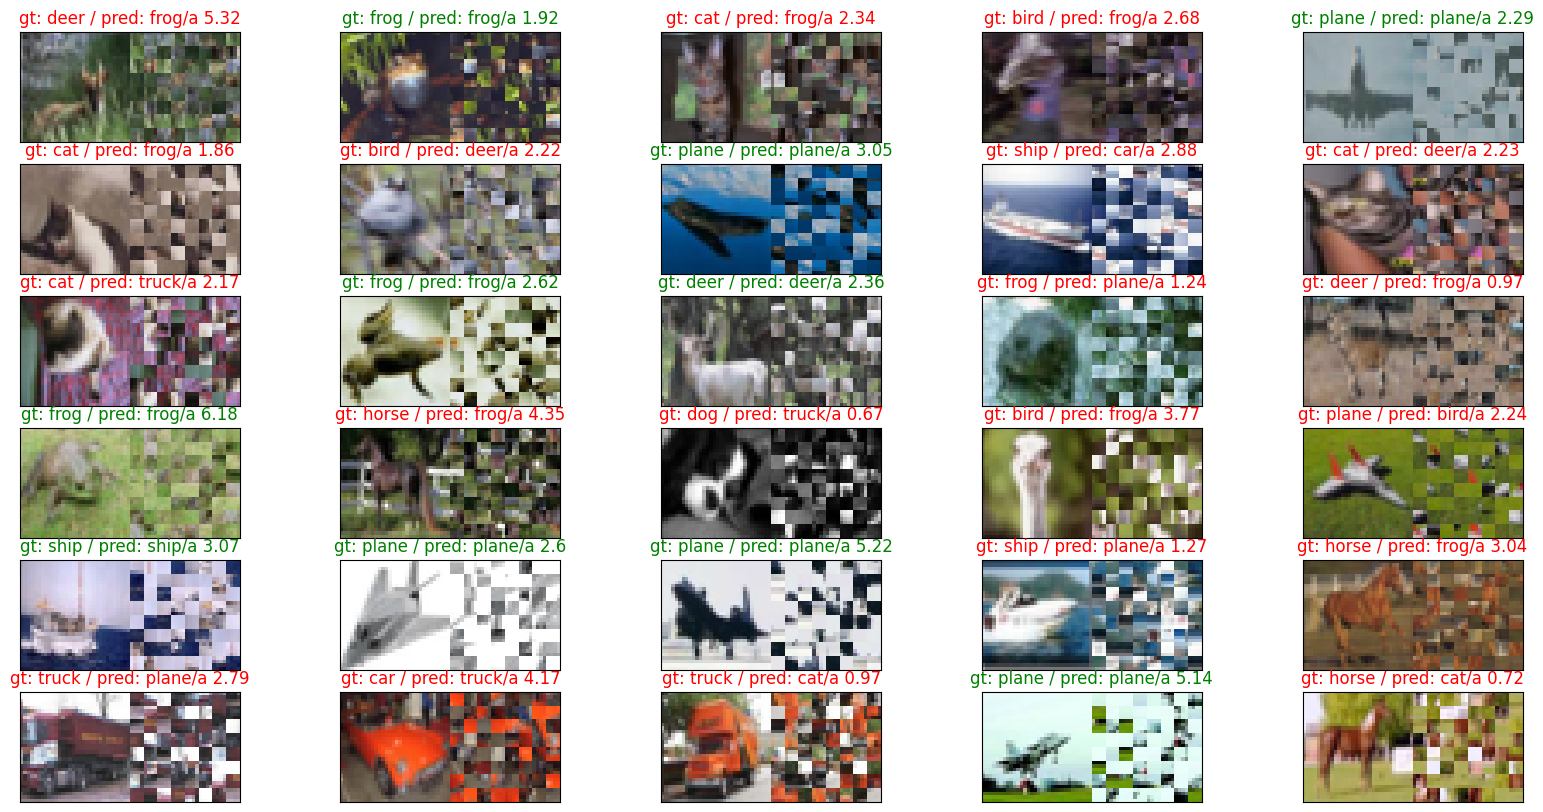 gt: deer / pred: frog/a 5.32
gt: frog / pred: frog/a 1.92
gt: cat / pred: frog/a 2.34
gt: bird / pred: frog/a 2.68
gt: plane / pred: plane/a 2.29
gt: cat / pred: frog/a 1.86
gt: bird / pred: deer/a 2.22
gt: plane / pred: plane/a 3.05
gt: ship / pred: car/a 2.88
gt: cat / pred: deer/a 2.23
gt: cat / pred: truck/a 2.17
gt: frog / pred: frog/a 2.62
gt: deer / pred: deer/a 2.36
gt: frog / pred: plane/a 1.24
gt: deer / pred: frog/a 0.97
gt: frog / pred: frog/a 6.18
gt: horse / pred: frog/a 4.35
gt: dog / pred: truck/a 0.67
gt: bird / pred: frog/a 3.77
gt: plane / pred: bird/a 2.24
gt: ship / pred: ship/a 3.07
gt: plane / pred: plane/a 2.6
gt: plane / pred: plane/a 5.22
gt: ship / pred: plane/a 1.27
gt: horse / pred: frog/a 3.04
gt: truck / pred: plane/a 2.79
gt: car / pred: truck/a 4.17
gt: truck / pred: cat/a 0.97
gt: plane / pred: plane/a 5.14
gt: horse / pred: cat/a 0.72